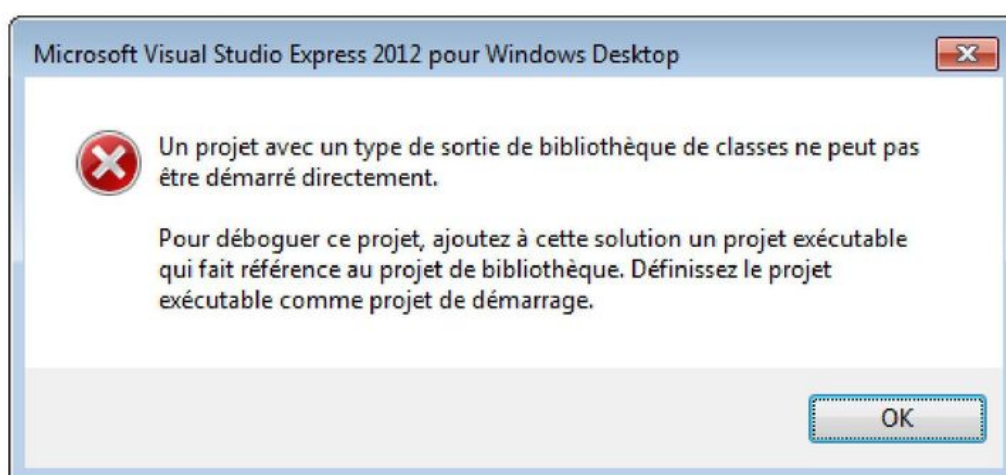 Microsoft Visual Studio Express 2012 pour Windows Desktop
Un projet avec un type de sortie de bibliothèque de classes ne peut pas
être démarré directement.
Pour déboguer ce projet, ajoutez à cette solution un projet exécutable
qui fait référence au projet de bibliothèque. Définissez le projet
exécutable comme projet de démarrage.
OK